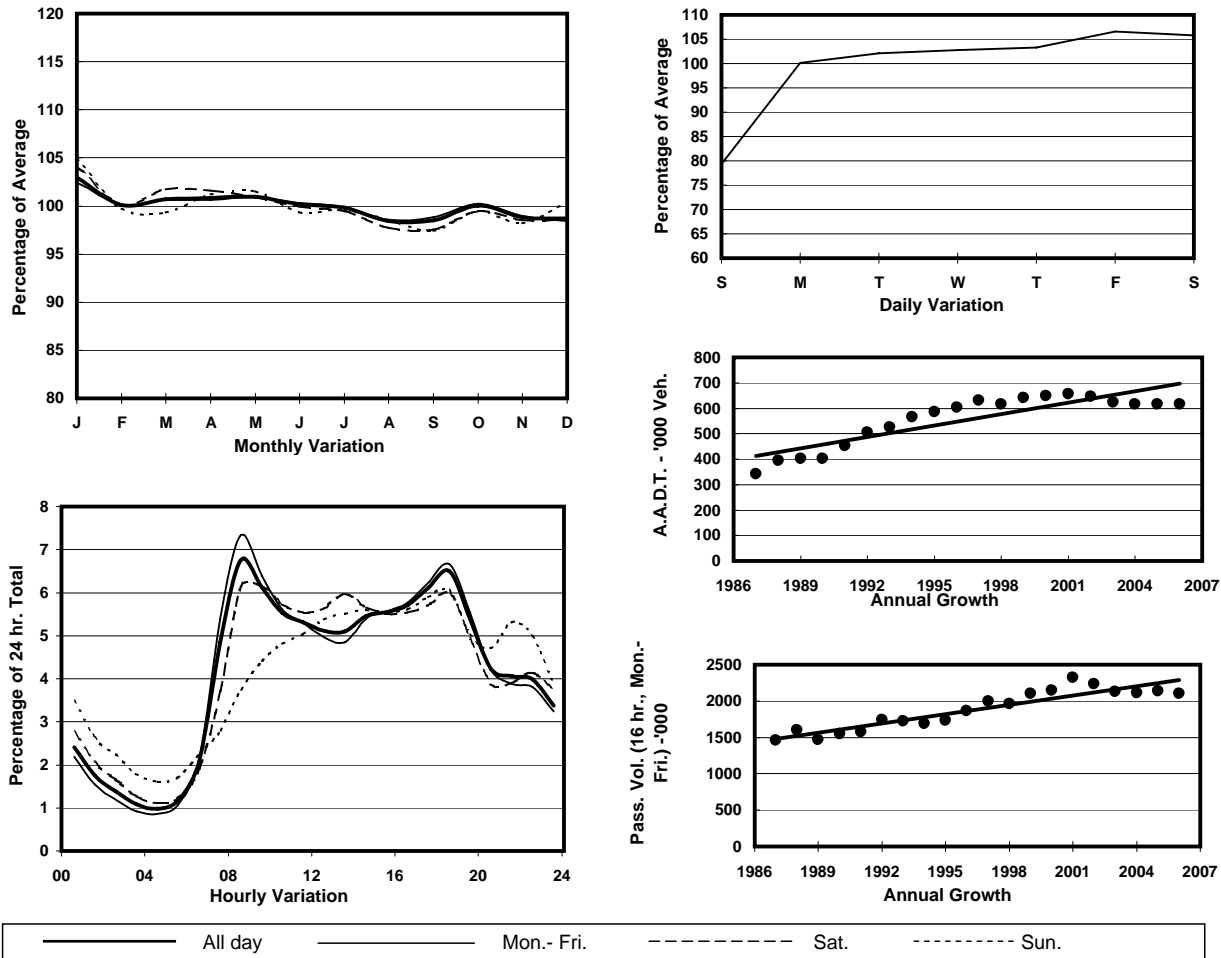 120
115
110
105
100
95
90
85
80
Percentage of Average
J F M A M J J A S O N D
Monthly Variation
110
105
100
95
90
85
80
75
70
65
60
Percentage of Average
S M T W T F S
Daily Variation
800
700
600
500
400
300
200
100
0
A.A.D.T. - '000 Veh.
1986 1989 1992 1995 1998 2001 2004 2007
Annual Growth
8
7
6
5
4
3
2
1
0
Percentage of 24 hr. Total
00 04 08 12 16 20 24
Hourly Variation
2500
2000
1500
1000
500
0
Pass. Vol. (16 hr., Mon.-
Fri.) -'000
1986 1989 1992 1995 1998 2001 2004 2007
Annual Growth
All day Mon.- Fri. Sat. Sun.